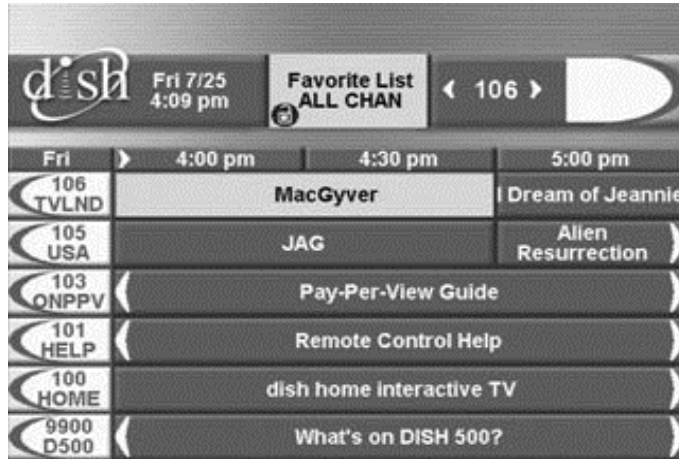 dish
Fri 7/25
4:09 pm
Favorite List
ALL CHAN
106
Fri 4:00 pm 4:30 pm 5:00 pm
106
TVLND
MacGyver
I Dream of Jeannie
105
USA
JAG
Alien
Resurrection
103
ONPPV
Pay-Per-View Guide
101
HELP
Remote Control Help
100
HOME
dish home interactive TV
9900
D500
What's on DISH 500?